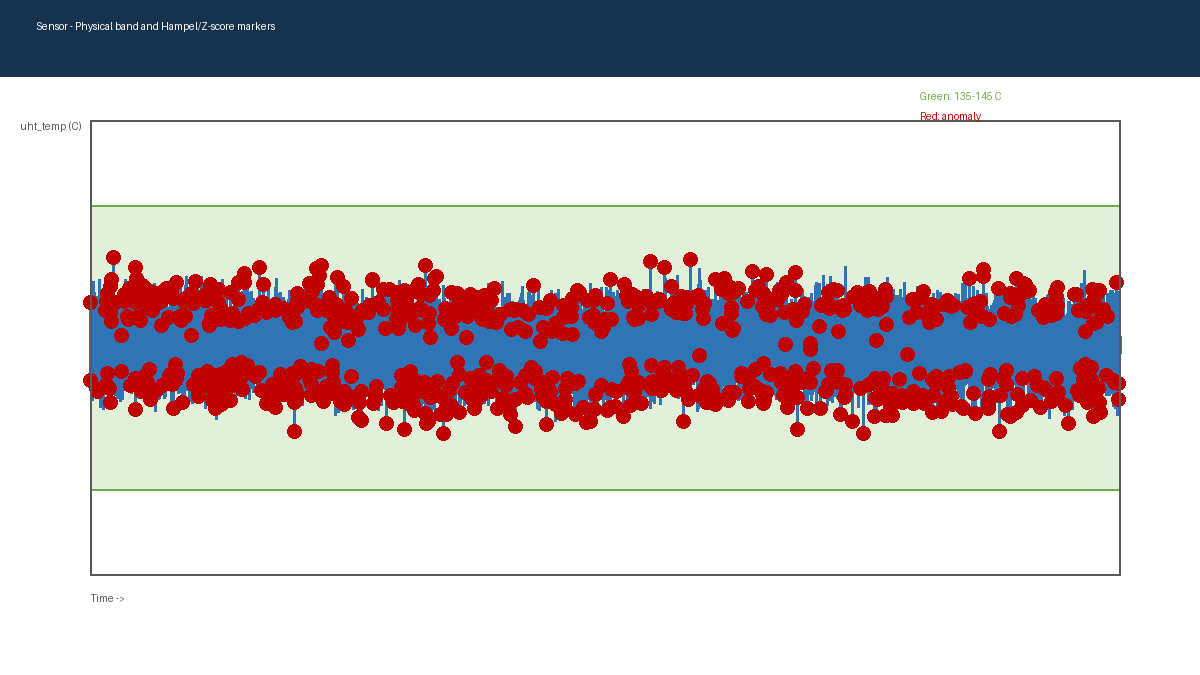 Sensor - Physical band and Hampel/Z-score markers
Green: 135-145 C
Red: anomaly
uht_temp (C)
Time ->